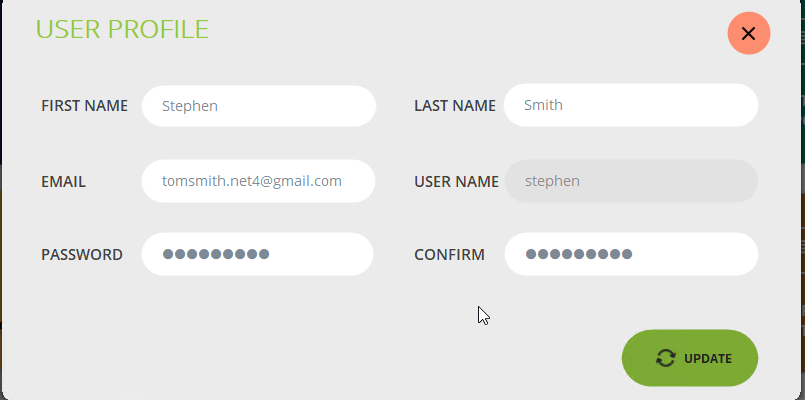 USER PROFILE
FIRST NAME Stephen LAST NAME Smith
EMAIL tomsmith.net4@gmail.com USER NAME stephen
PASSWORD ●●●●●●●●● CONFIRM ●●●●●●●●●
UPDATE